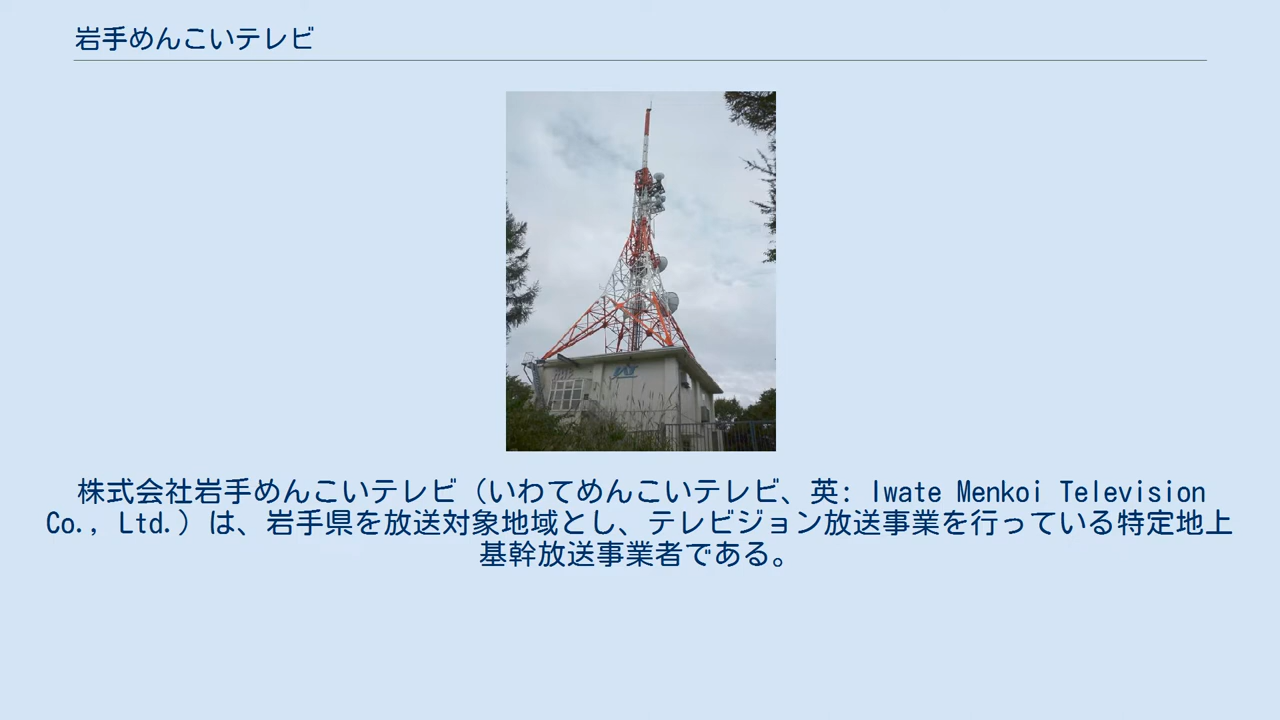 岩手めんこいテレビ
IAT
株式会社岩手めんこいテレビ（いわてめんこいテレビ、英: Iwate Menkoi Television
Co., Ltd.）は、岩手県を放送対象地域とし、テレビジョン放送事業を行っている特定地上
基幹放送事業者である。